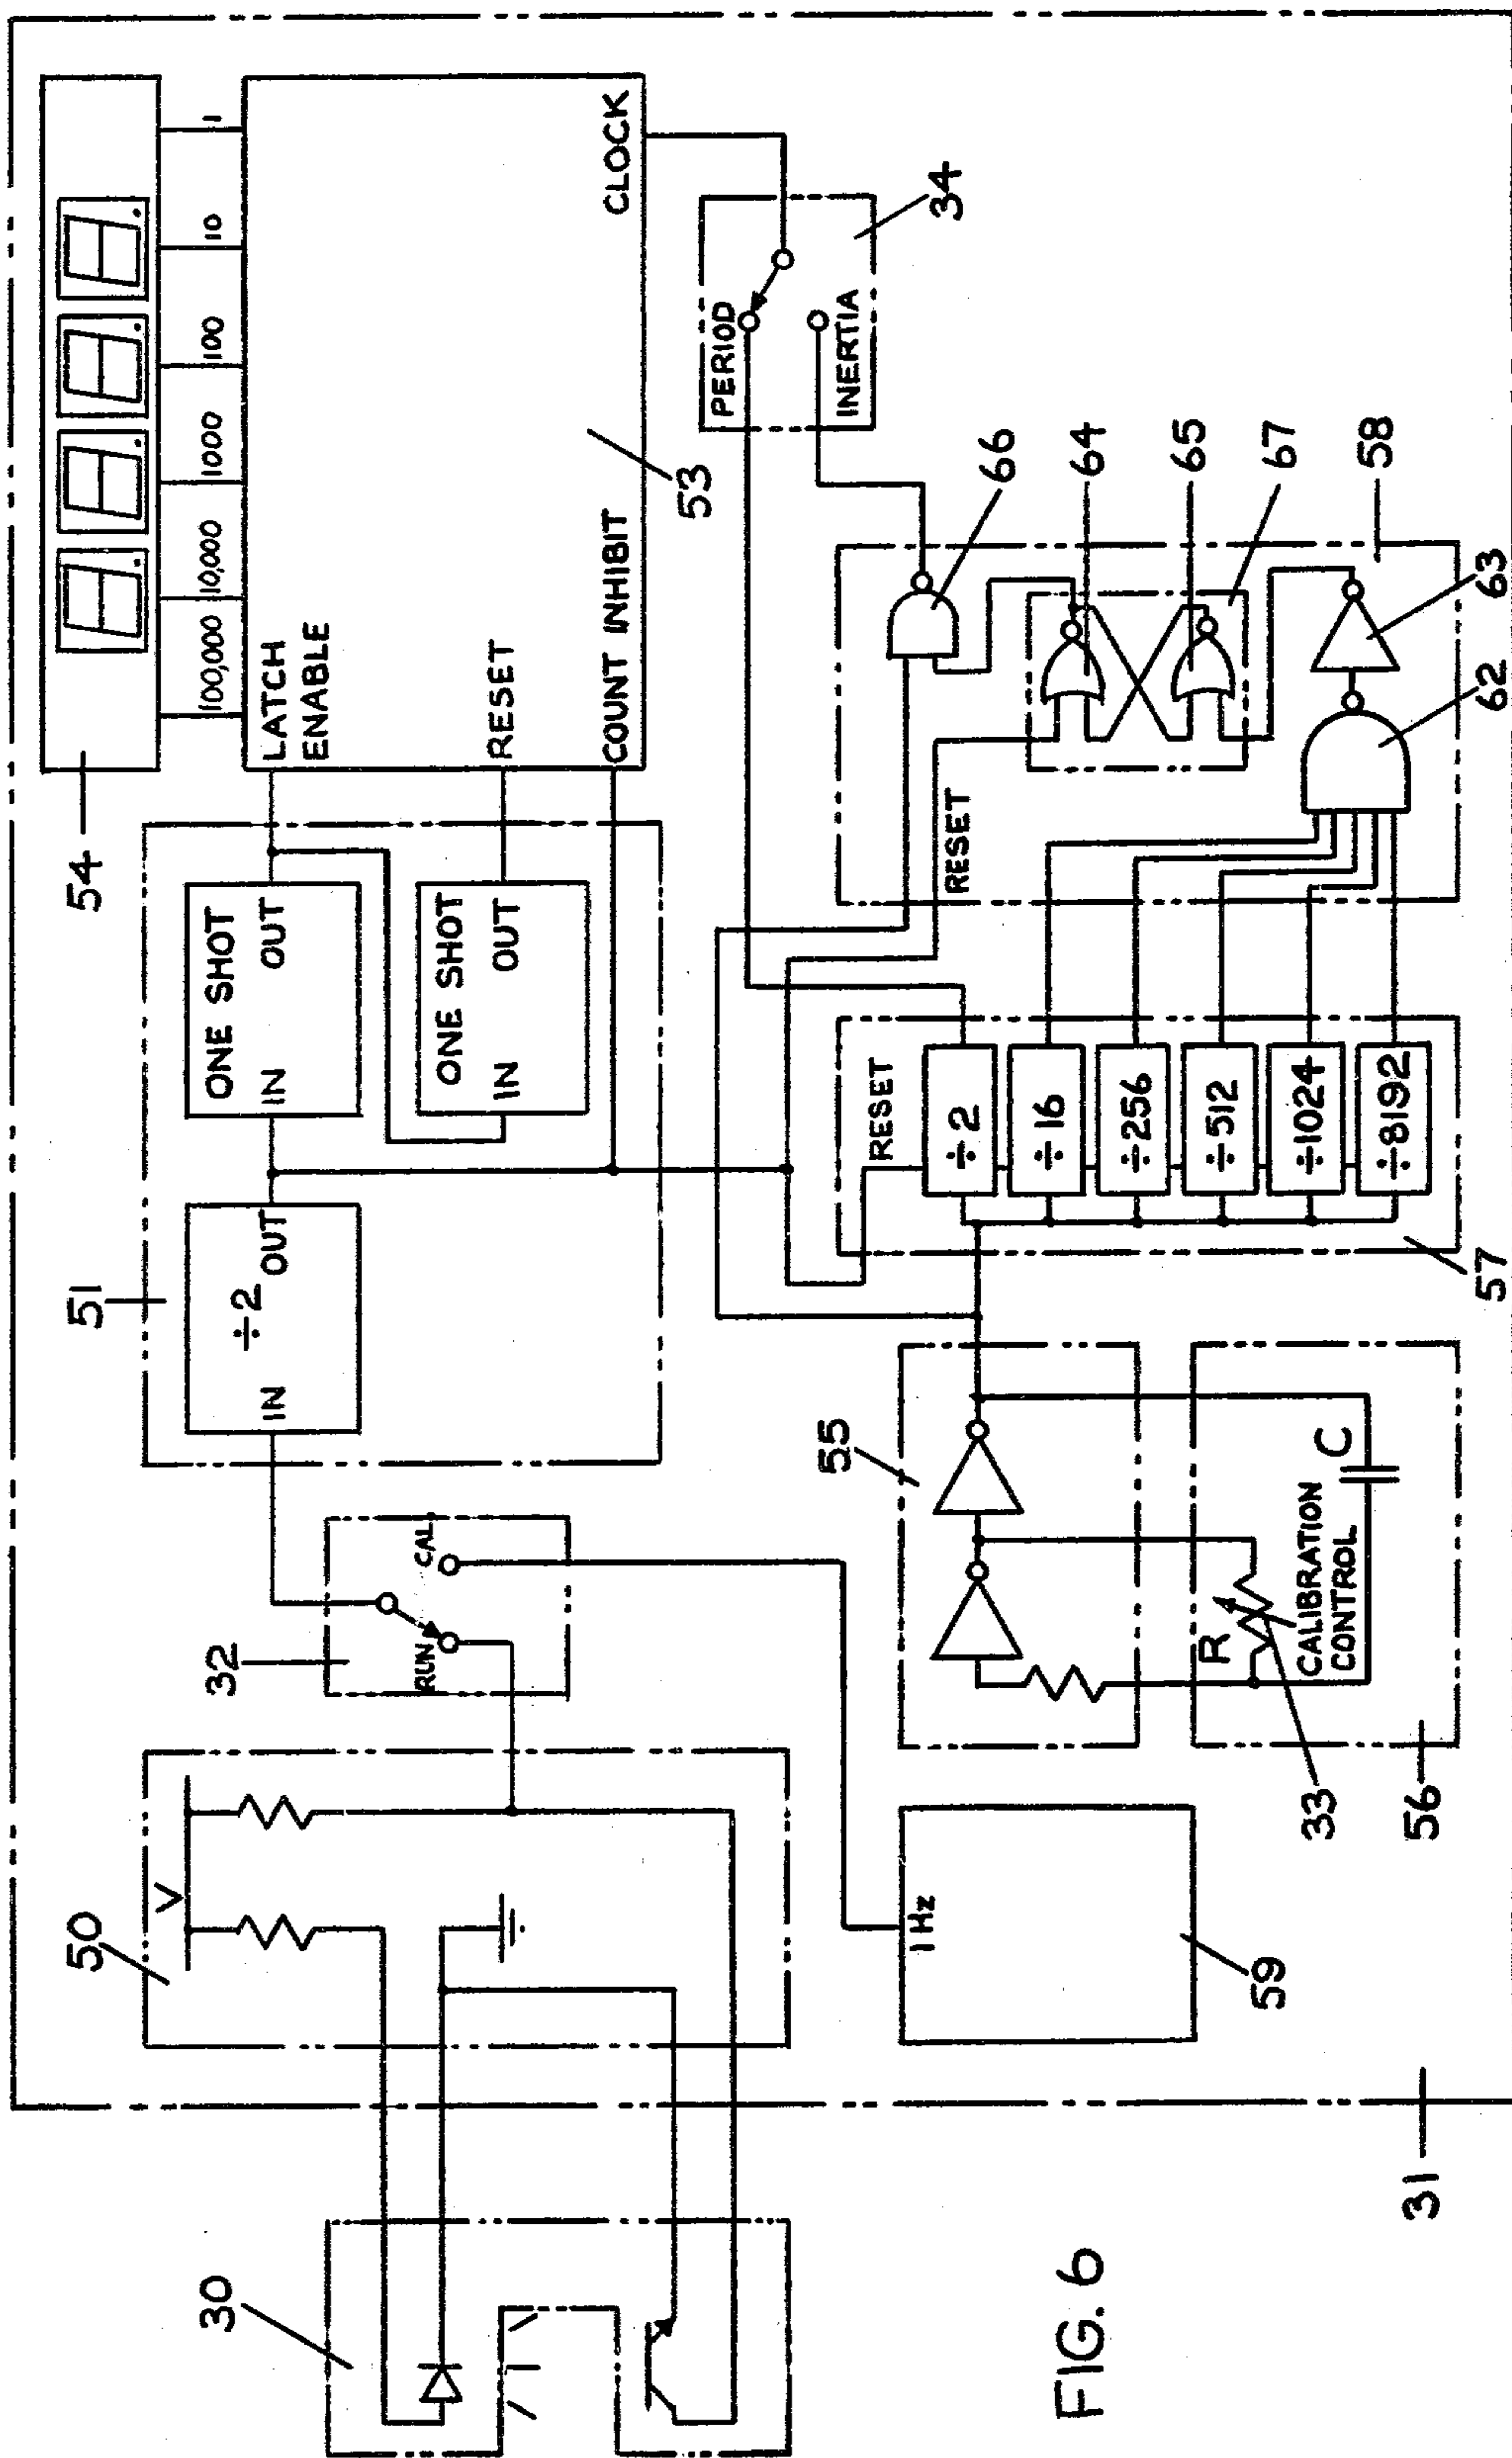 54
100,000
10,000
1000
100
10
1
LATCH
ENABLE
RESET
COUNT INHIBIT
CLOCK
53
51
÷2
IN
OUT
ONE SHOT
IN
OUT
ONE SHOT
IN
OUT
32
RUN
CAL.
50
V
30
34
PERIOD
INERTIA
66
64
65
67
58
63
62
RESET
RESET
÷2
÷16
÷256
÷512
÷1024
÷8192
57
55
R
C
CALIBRATION
CONTROL
33
56
1 Hz
59
31
FIG. 6